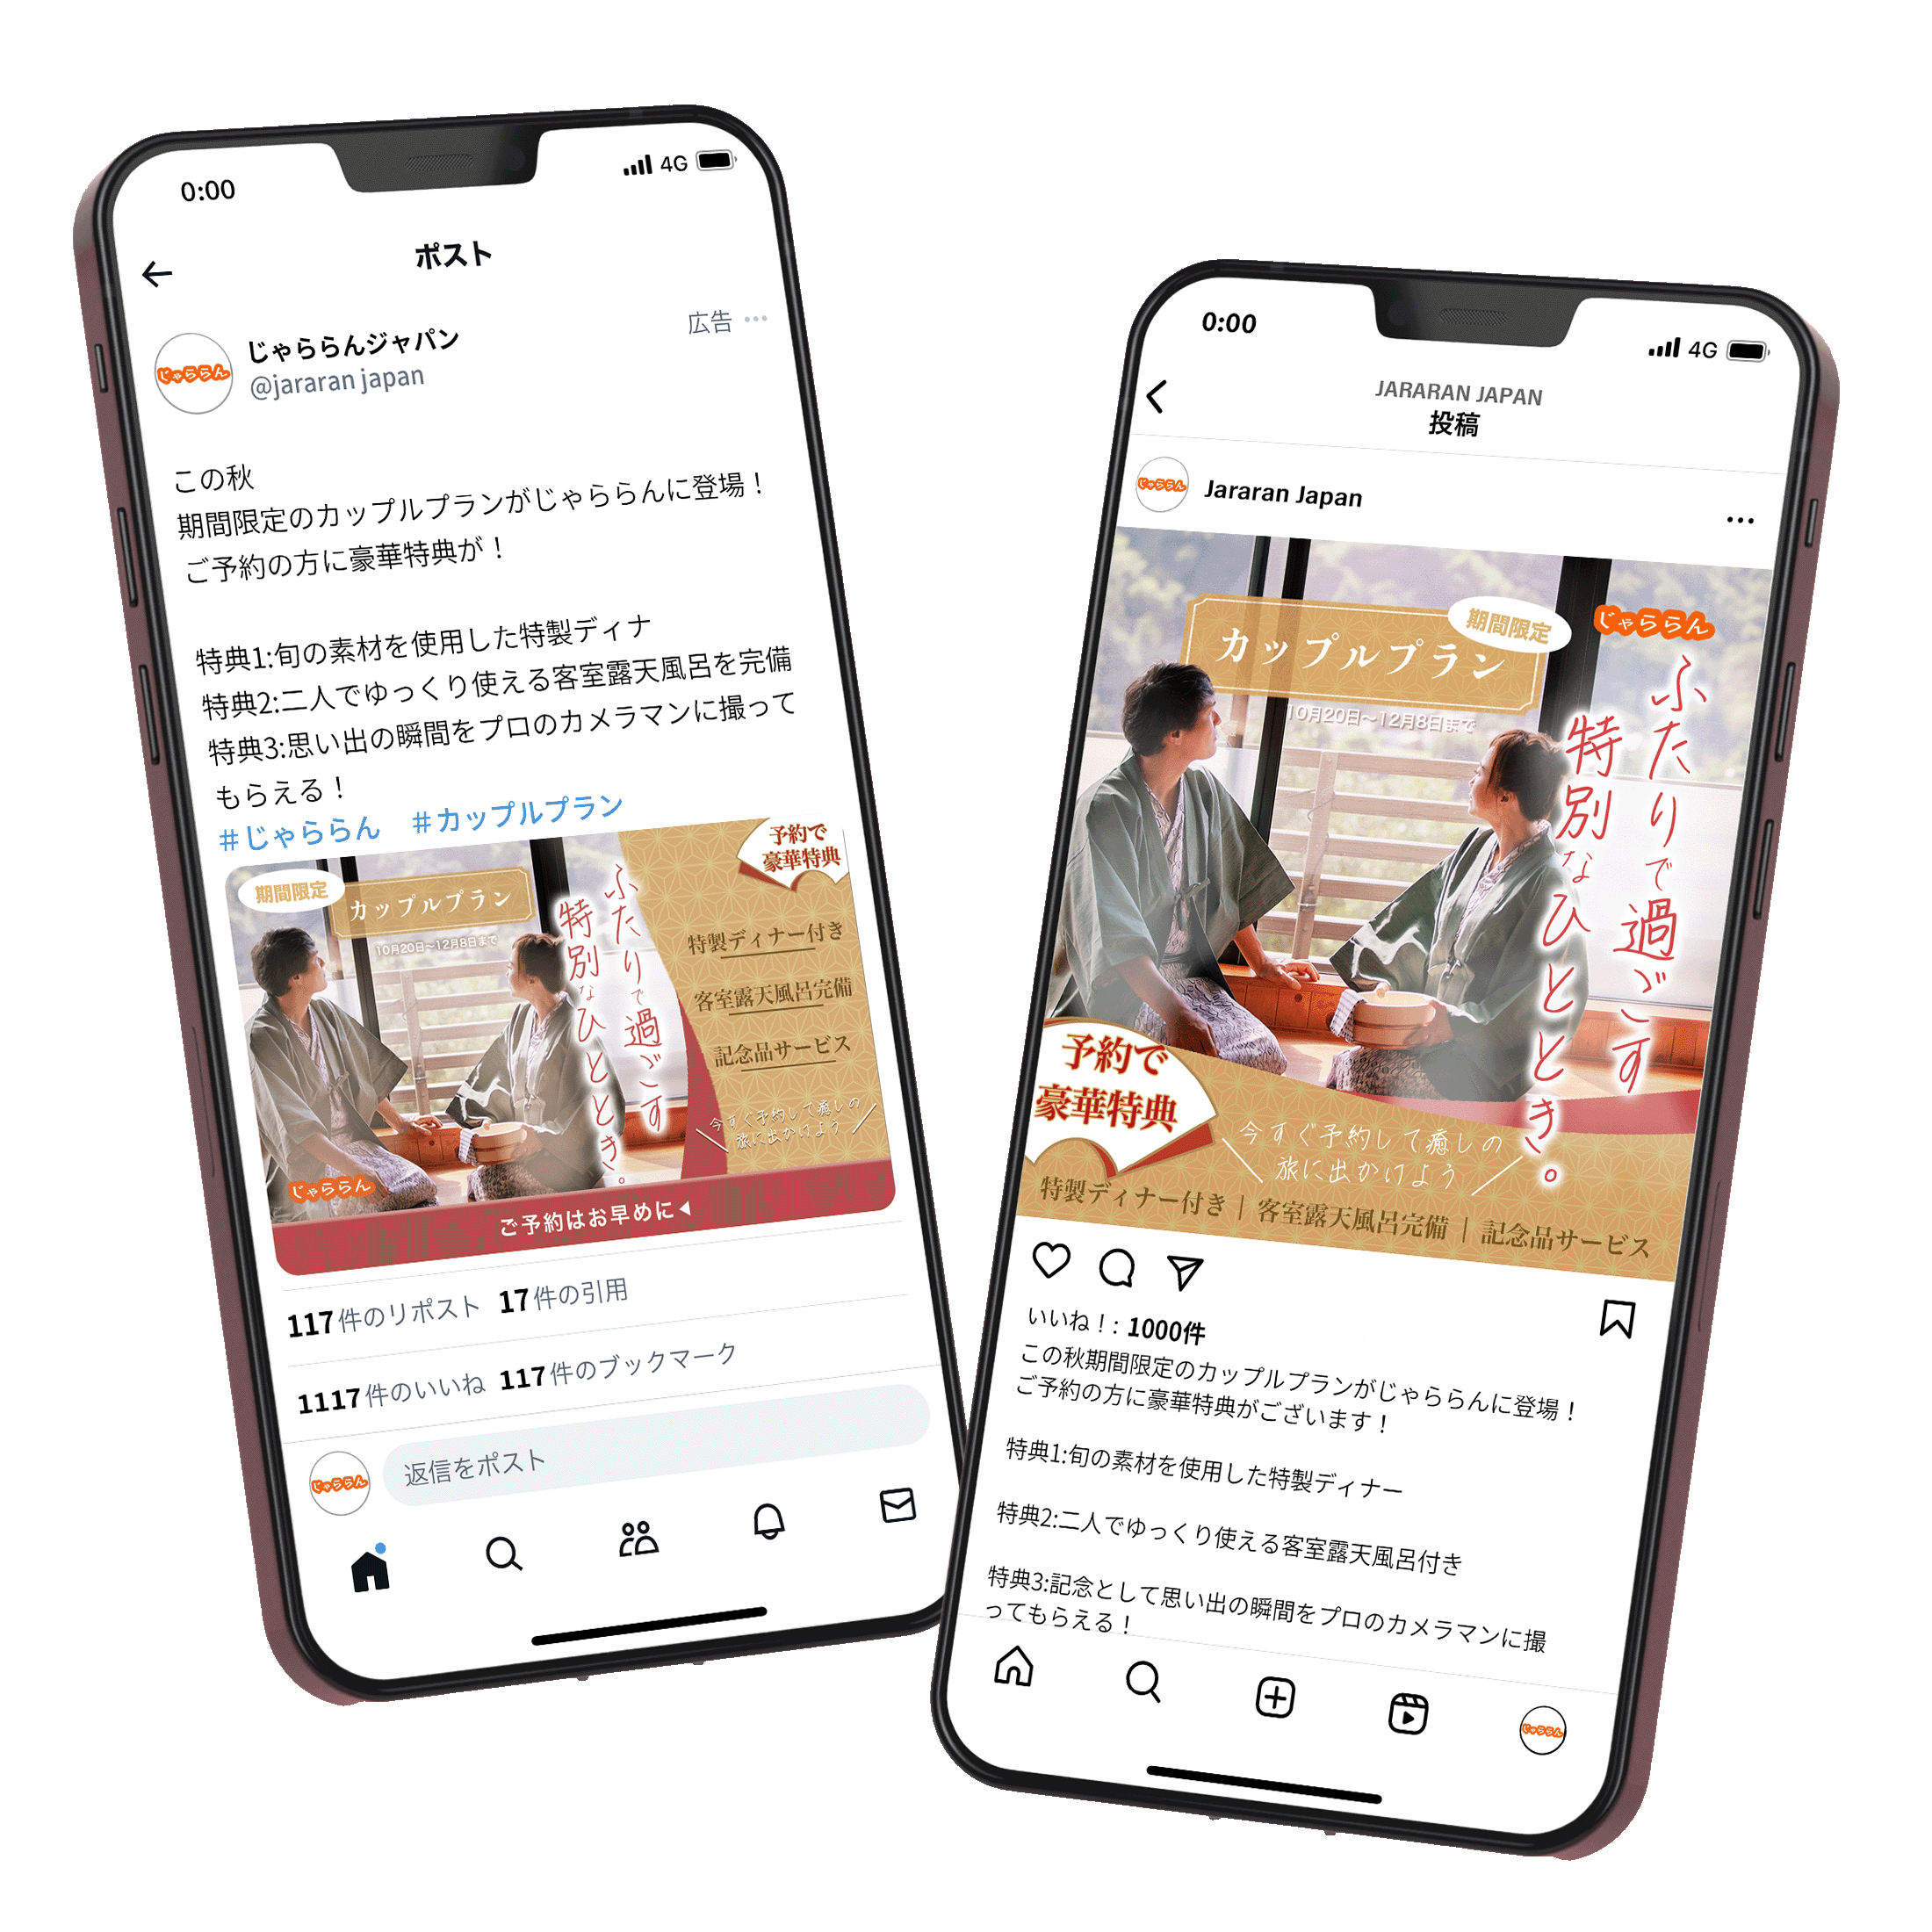 0:00
4G
ポスト
じゃららん
じゃららんジャパン
@jararan japan
広告
この秋
期間限定のカップルプランがじゃららんに登場！
ご予約の方に豪華特典が！
特典1:旬の素材を使用した特製ディナ
特典2:二人でゆっくり使える客室露天風呂を完備
特典3:思い出の瞬間をプロのカメラマンに撮って
もらえる！
#じゃららん #カップルプラン
期間限定
カップルプラン
10月20日〜12月8日まで
ふたりで過ごす
特別なひととき。
予約で
豪華特典
特製ディナー付き
客室露天風呂完備
記念品サービス
今すぐ予約して癒しの
旅に出かけよう
じゃららん
ご予約はお早めに
117件のリポスト 17件の引用
1117件のいいね 117件のブックマーク
じゃららん
返信をポスト
0:00
4G
JARARAN JAPAN
投稿
じゃららん
Jararan Japan
カップルプラン
期間限定
じゃららん
10月20日〜12月8日まで
ふたりで過ごす
特別なひととき。
予約で
豪華特典
今すぐ予約して癒しの
旅に出かけよう
特製ディナー付き｜客室露天風呂完備｜記念品サービス
いいね！: 1000件
この秋期間限定のカップルプランがじゃららんに登場！
ご予約の方に豪華特典がございます！
特典1:旬の素材を使用した特製ディナー
特典2:二人でゆっくり使える客室露天風呂付き
特典3:記念として思い出の瞬間をプロのカメラマンに撮
ってもらえる！
じゃららん